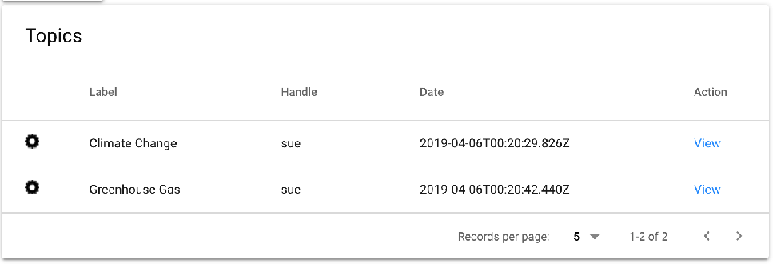 Topics
Label Handle Date Action
Climate Change sue 2019-04-06T00:20:29.826Z View
Greenhouse Gas sue 2019-04-06T00:20:42.440Z View
Records per page: 5 1-2 of 2